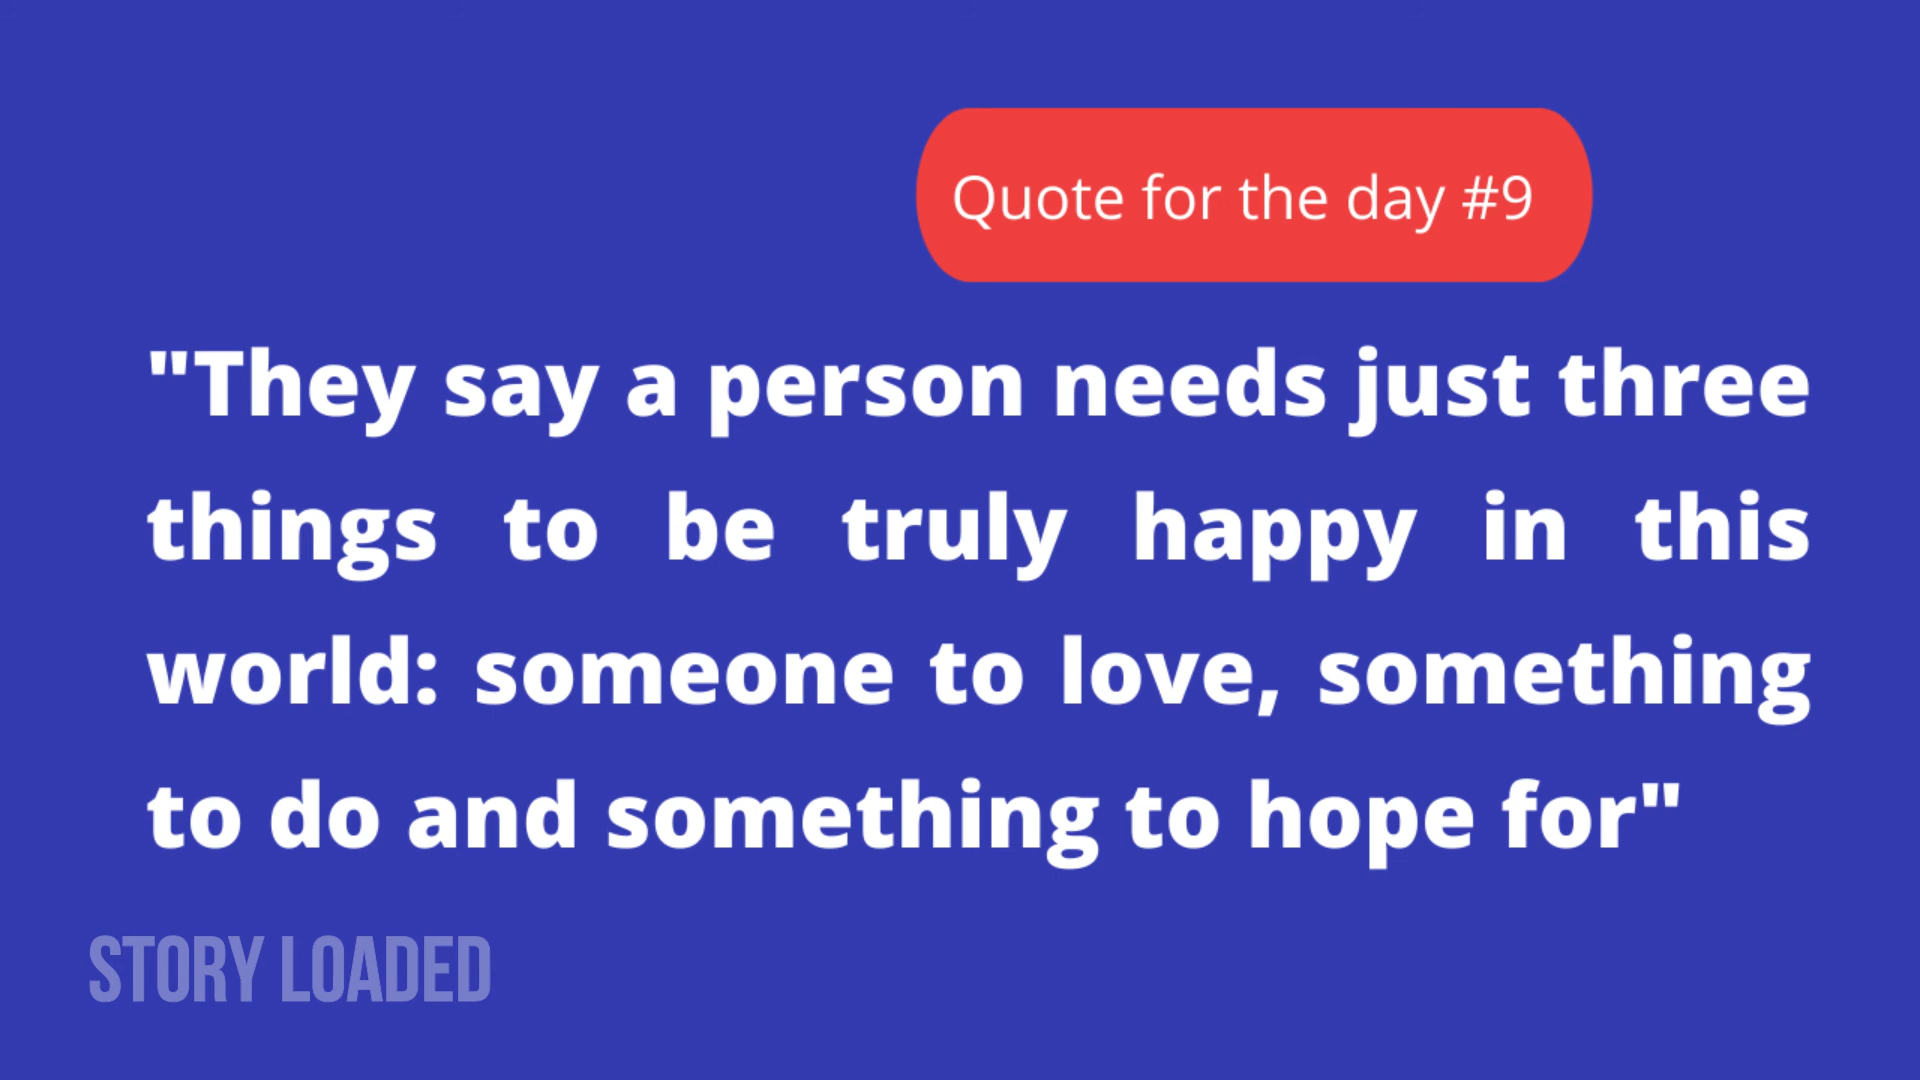 Quote for the day #9
"They say a person needs just three
things to be truly happy in this
world: someone to love, something
to do and something to hope for"
STORY LOADED